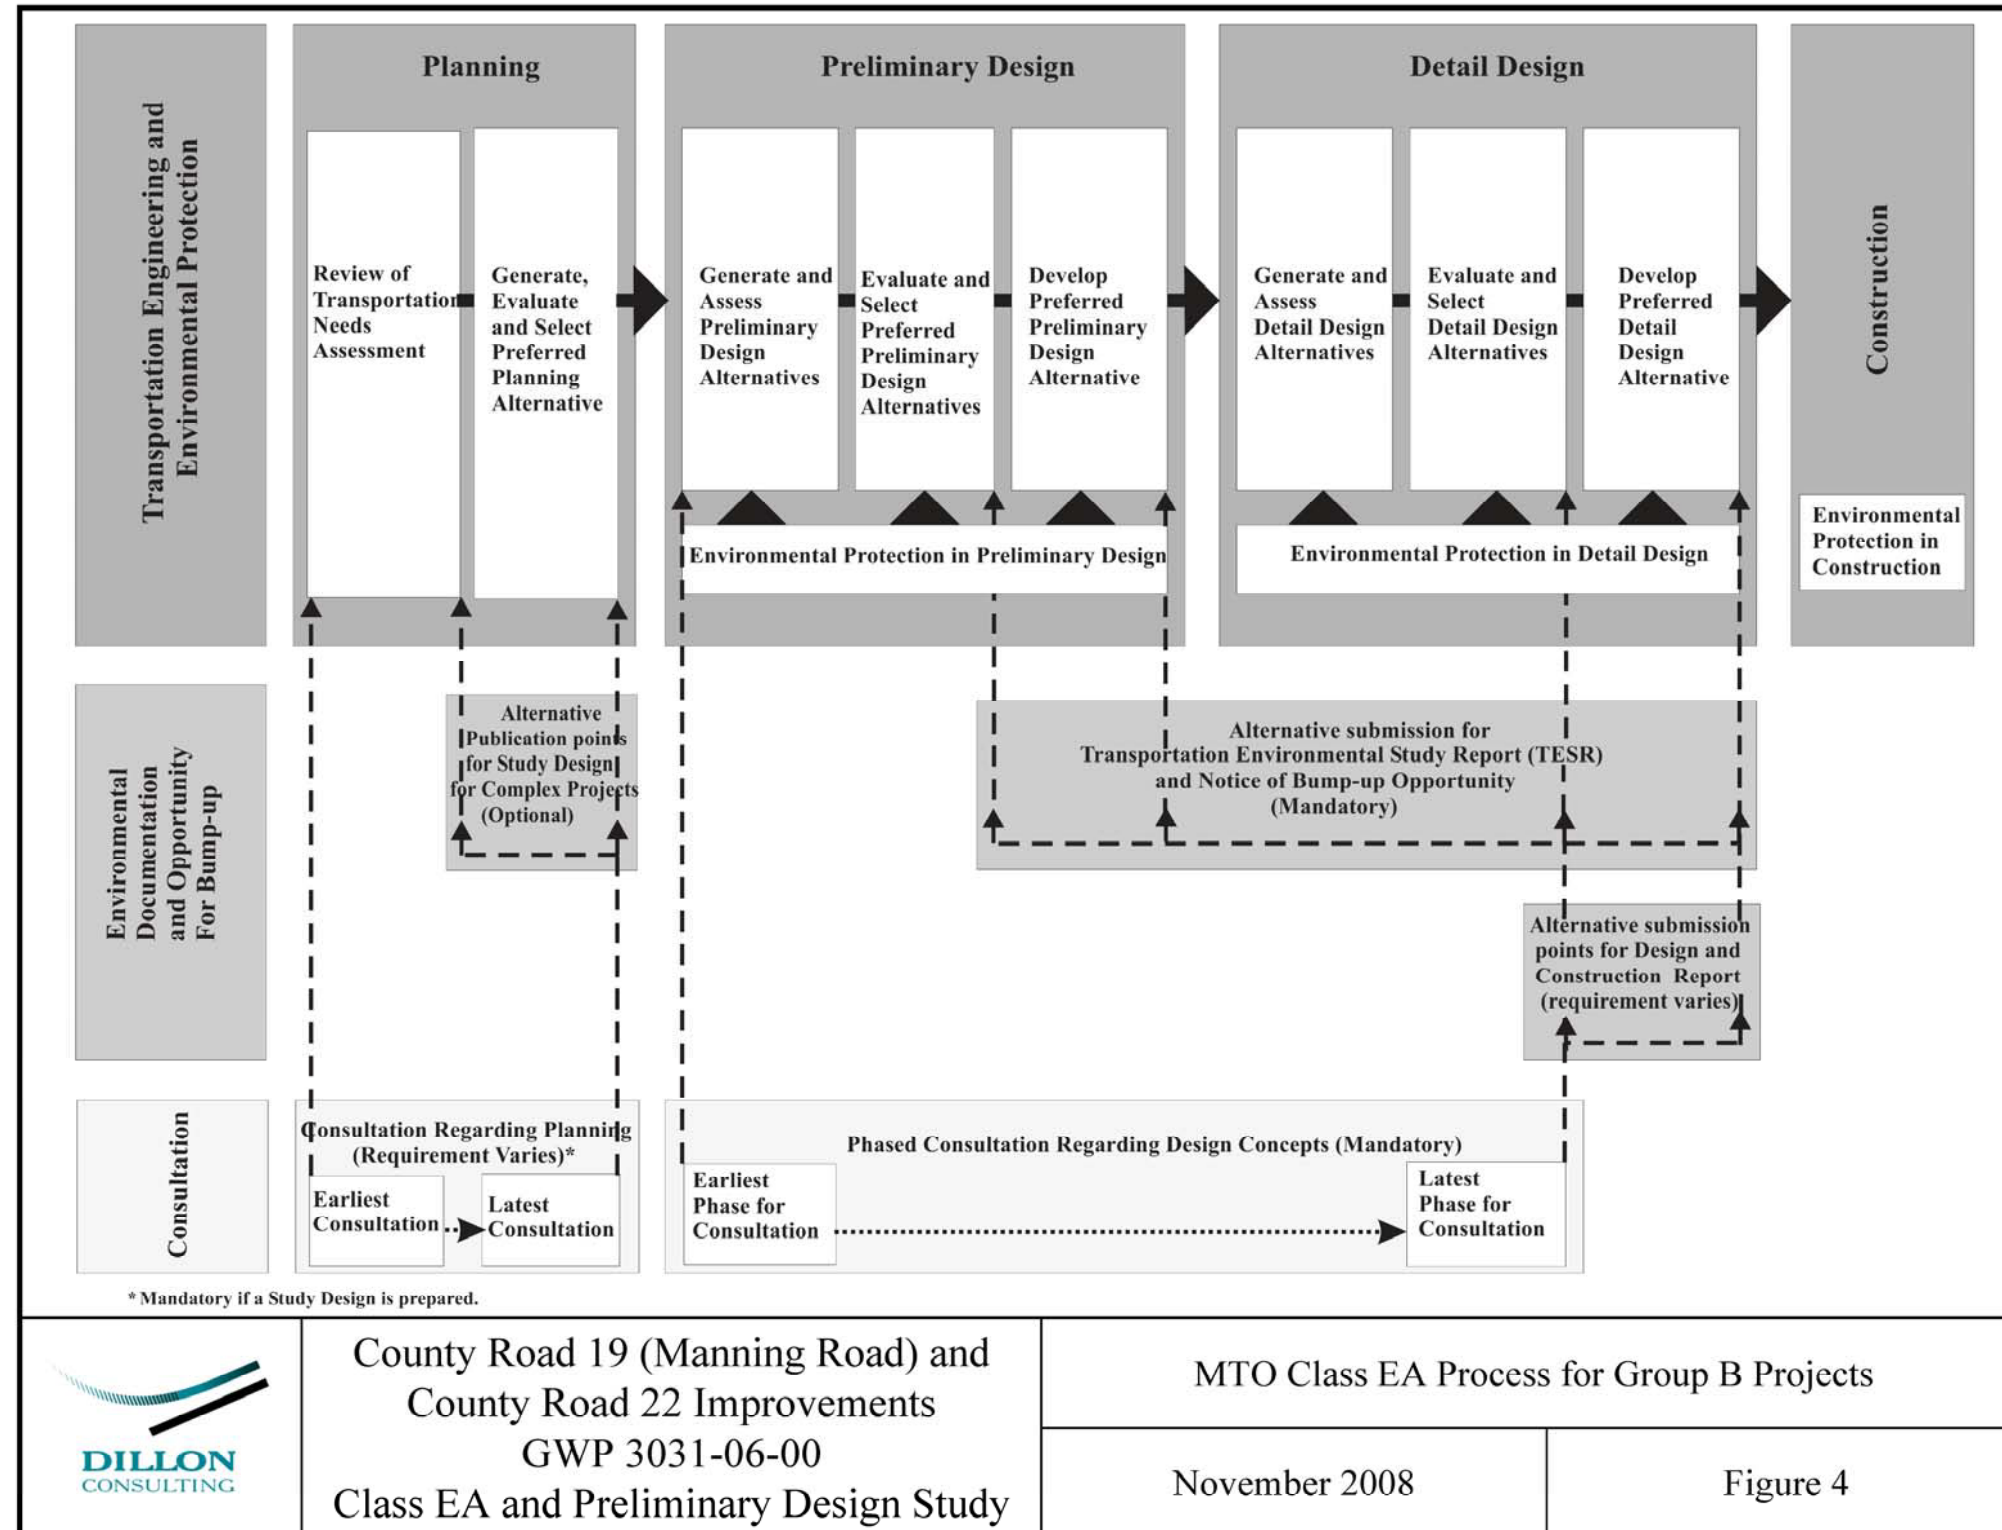 Transportation Engineering and
Environmental Protection
Planning
Review of
Transportation
Needs
Assessment
Generate,
Evaluate
and Select
Preferred
Planning
Alternative
Preliminary Design
Generate and
Assess
Preliminary
Design
Alternatives
Evaluate and
Select
Preferred
Preliminary
Design
Alternatives
Develop
Preferred
Preliminary
Design
Alternative
Environmental Protection in Preliminary Design
Detail Design
Generate and
Assess
Detail Design
Alternatives
Evaluate and
Select
Detail Design
Alternatives
Develop
Preferred
Detail
Design
Alternative
Environmental Protection in Detail Design
Construction
Environmental
Protection in
Construction
Environmental
Documentation
and Opportunity
For Bump-up
Alternative
Publication points
for Study Design
for Complex Projects
(Optional)
Alternative submission for
Transportation Environmental Study Report (TESR)
and Notice of Bump-up Opportunity
(Mandatory)
Alternative submission
points for Design and
Construction Report
(requirement varies)
Consultation
Consultation Regarding Planning
(Requirement Varies)*
Earliest
Consultation
Latest
Consultation
Phased Consultation Regarding Design Concepts (Mandatory)
Earliest
Phase for
Consultation
Latest
Phase for
Consultation
* Mandatory if a Study Design is prepared.
DILLON
CONSULTING
County Road 19 (Manning Road) and
County Road 22 Improvements
GWP 3031-06-00
Class EA and Preliminary Design Study
MTO Class EA Process for Group B Projects
November 2008
Figure 4